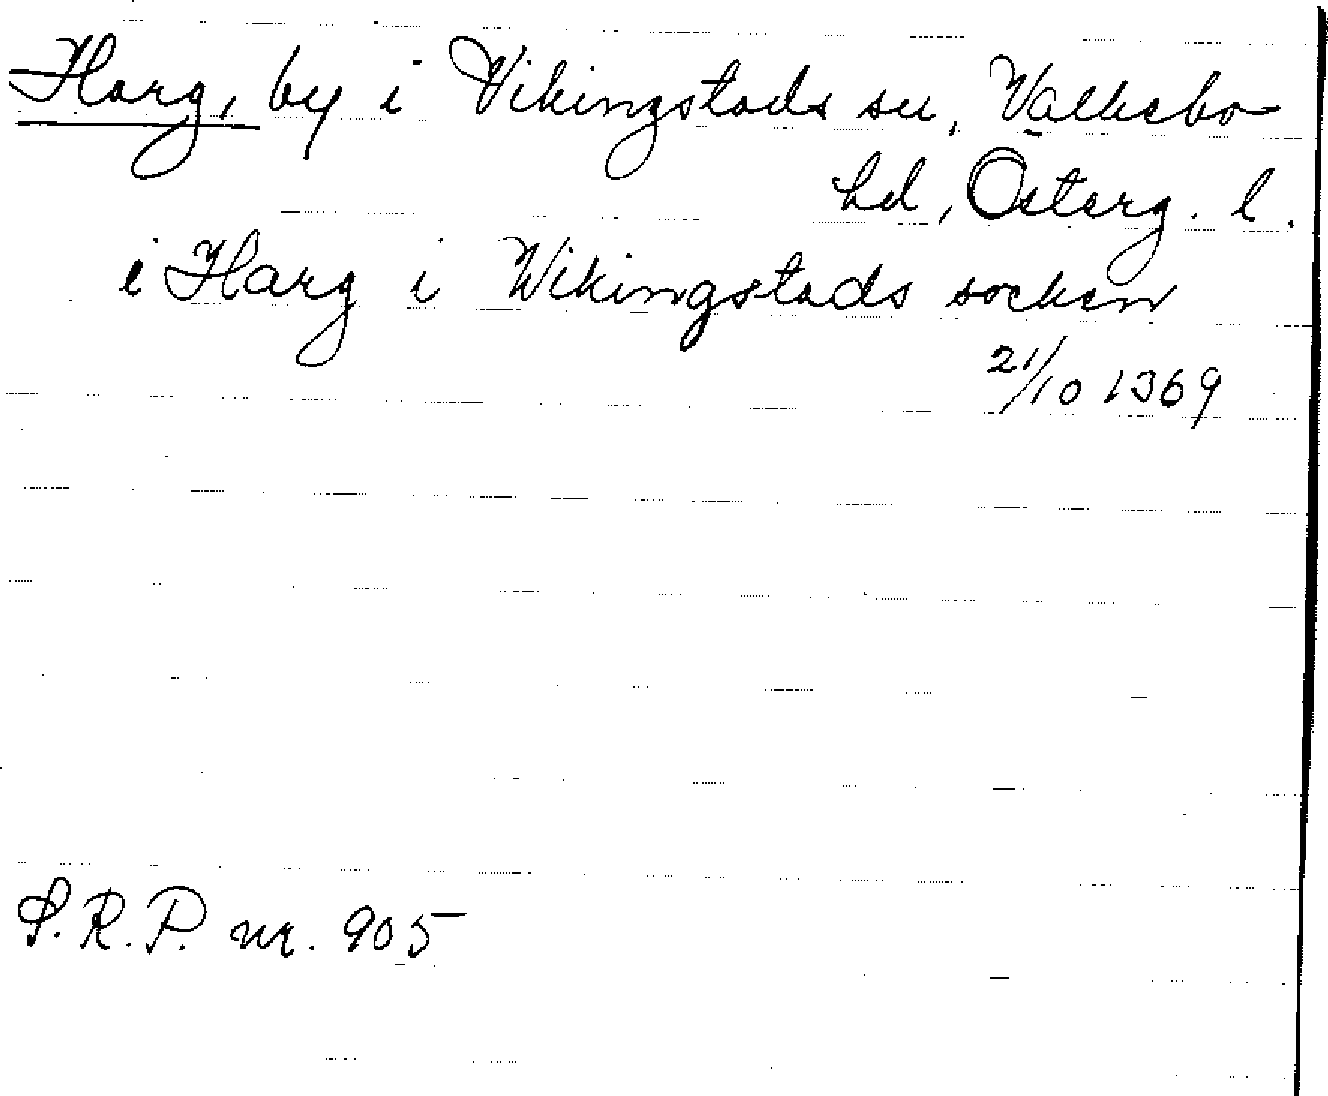 Harg, by i Vikingstads sn, Valkebo
hd, Österg. l.
i Harg i Wikingstads socken
21/10 1369
S.R.P. nr. 905